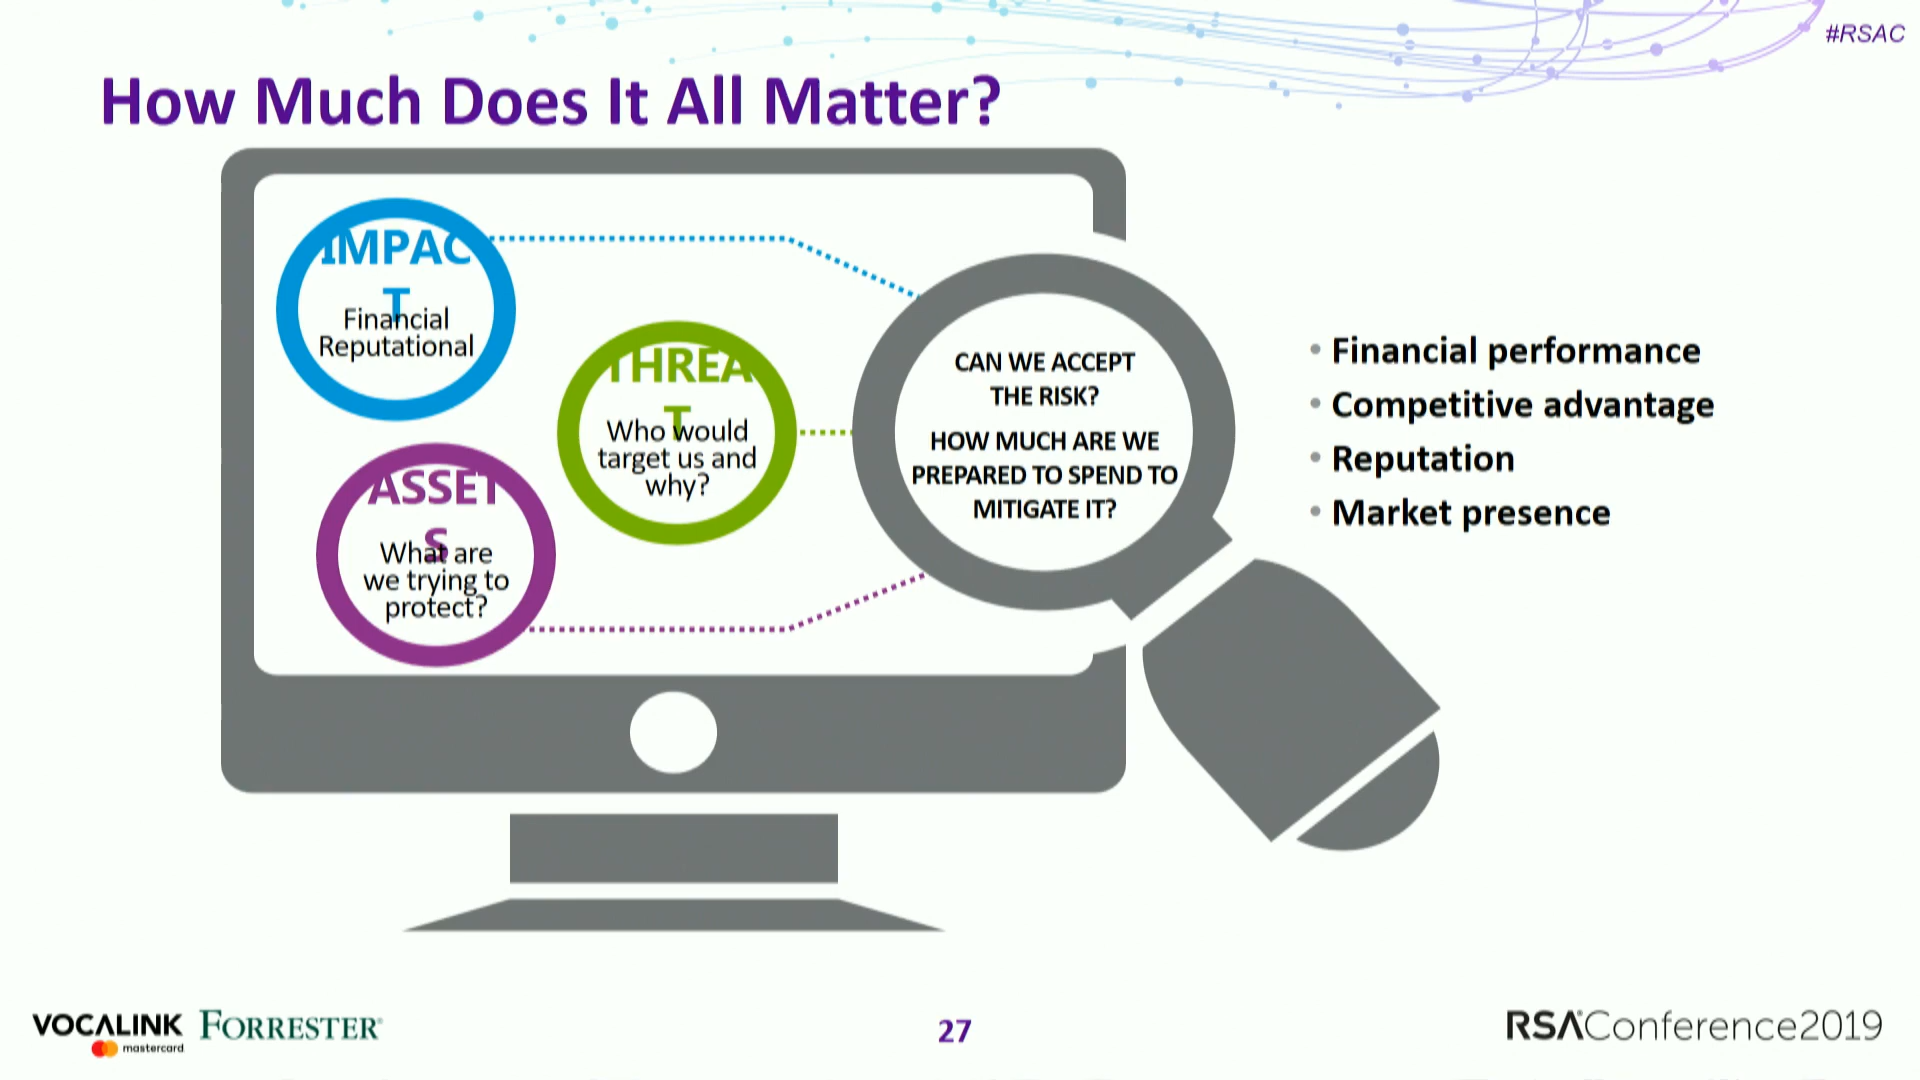 #RSAC
How Much Does It All Matter?
IMPAC
T
Financial
Reputational
THREA
T
Who would
target us and
why?
ASSET
S
What are
we trying to
protect?
CAN WE ACCEPT
THE RISK?
HOW MUCH ARE WE
PREPARED TO SPEND TO
MITIGATE IT?
• Financial performance
• Competitive advantage
• Reputation
• Market presence
VOCALINK
mastercard
FORRESTER®
27
RSAConference2019